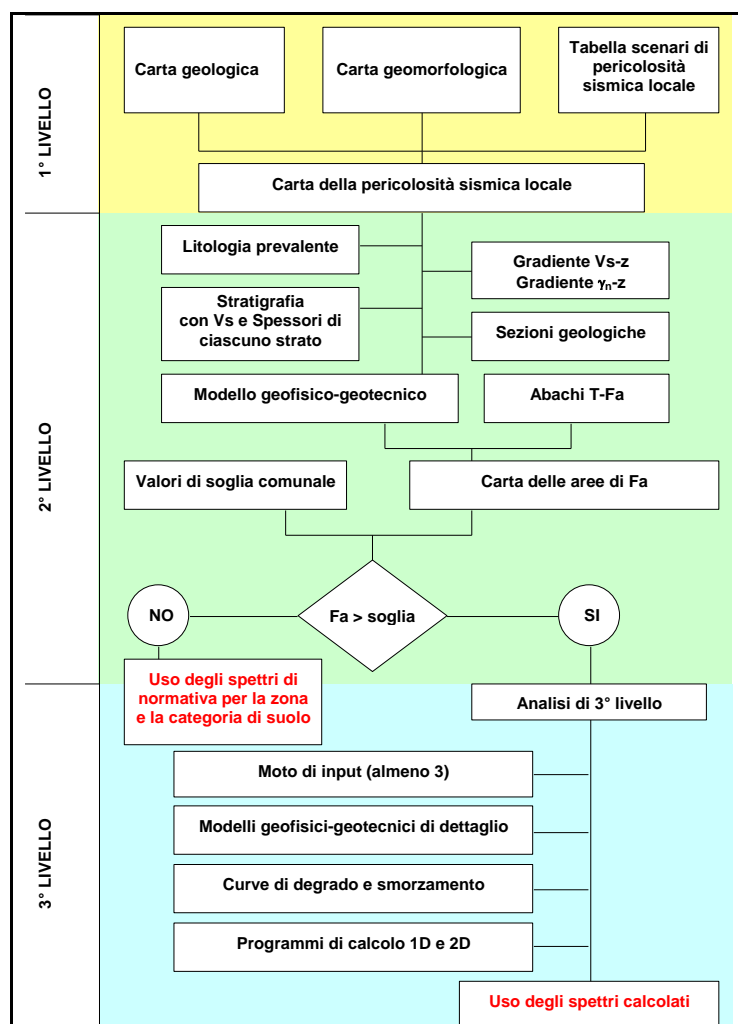 1° LIVELLO
Carta geologica
Carta geomorfologica
Tabella scenari di
pericolosità
sismica locale
Carta della pericolosità sismica locale
2° LIVELLO
Litologia prevalente
Gradiente Vs-z
Gradiente γn-z
Stratigrafia
con Vs e Spessori di
ciascuno strato
Sezioni geologiche
Modello geofisico-geotecnico
Abachi T-Fa
Valori di soglia comunale
Carta delle aree di Fa
NO
Fa > soglia
SI
Uso degli spettri di
normativa per la zona
e la categoria di suolo
3° LIVELLO
Analisi di 3° livello
Moto di input (almeno 3)
Modelli geofisici-geotecnici di dettaglio
Curve di degrado e smorzamento
Programmi di calcolo 1D e 2D
Uso degli spettri calcolati